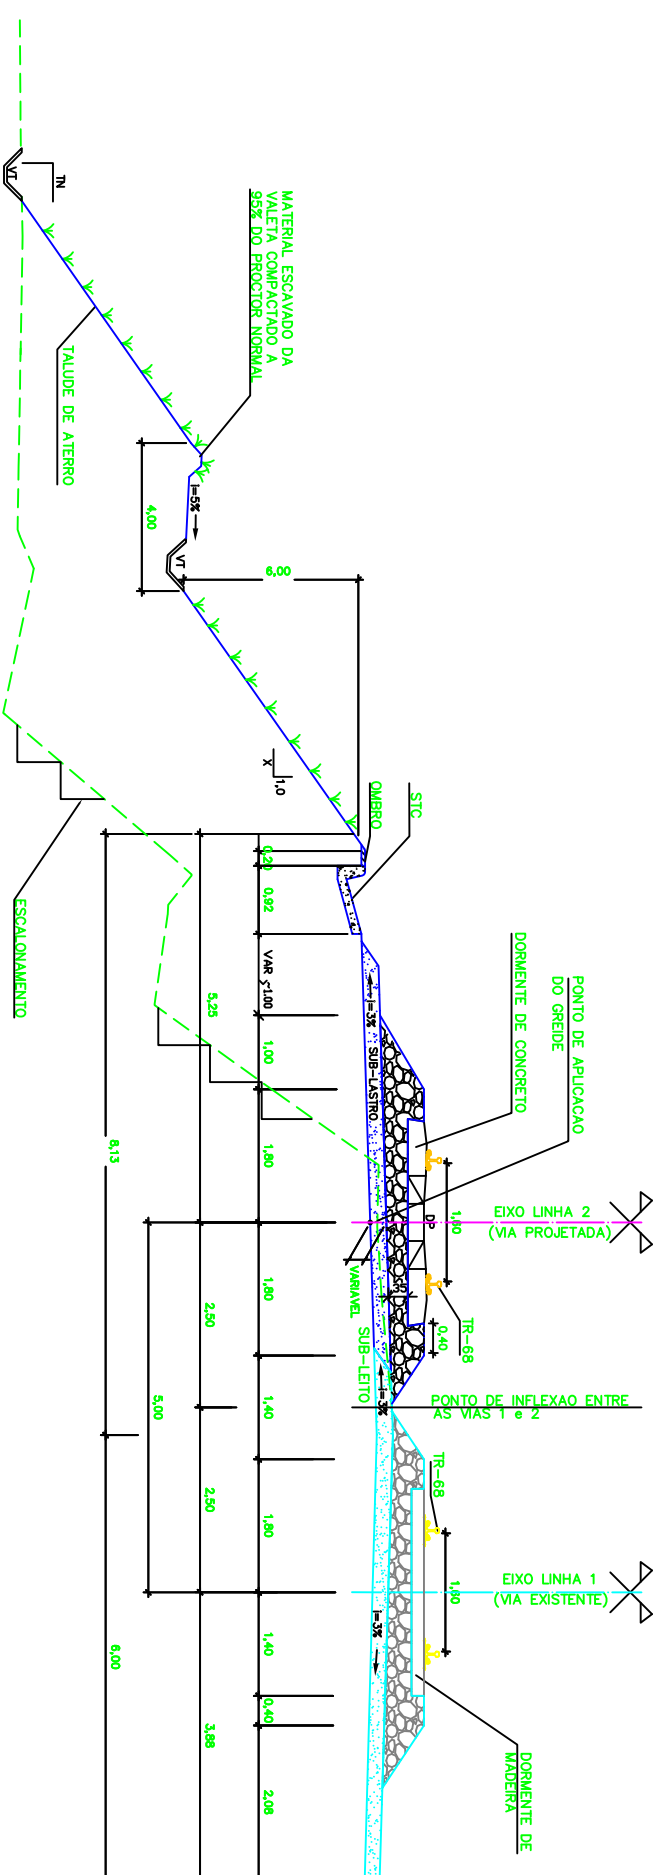 TN
VT
MATERIAL ESCAVADO DA
VALETA COMPACTADO A
95% DO PROCTOR NORMAL
TALUDE DE ATERRO
4,00
i=5%
VT
6,00
X
1,0
OMBRO
STC
ESCALONAMENTO
0,20
0,92
VAR >1.00
1,00
1,80
1,80
1,40
1,80
1,40
0,40
2,08
5,25
2,50
2,50
3,88
5,00
8,13
6,00
i=3%
SUB-LASTRO
DORMENTE DE CONCRETO
PONTO DE APLICACAO
DO GREIDE
1,60
DP
EIXO LINHA 2
(VIA PROJETADA)
VARIAVEL
SUB-LEITO
35
TR-68
0,40
i=3%
PONTO DE INFLEXAO ENTRE
AS VIAS 1 e 2
TR-68
1,60
EIXO LINHA 1
(VIA EXISTENTE)
i=3%
DORMENTE DE
MADEIRA